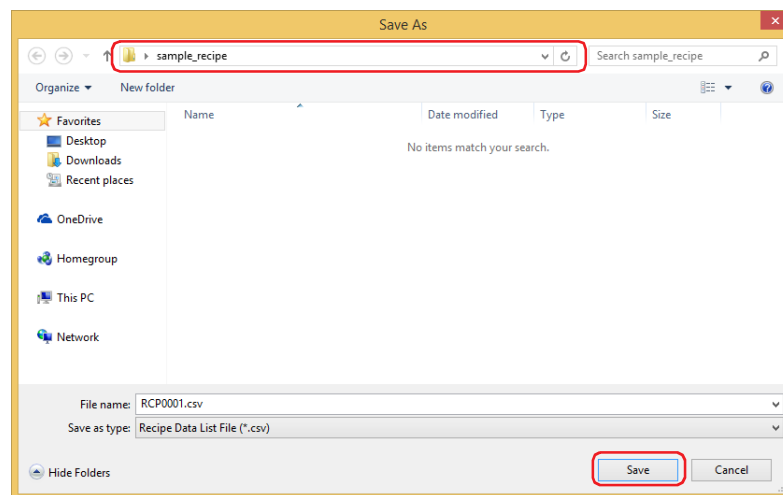 Save As
sample_recipe
Search sample_recipe
Organize
New folder
Name
Date modified
Type
Size
No items match your search.
Favorites
Desktop
Downloads
Recent places
OneDrive
Homegroup
This PC
Network
File name: RCP0001.csv
Save as type: Recipe Data List File (*.csv)
Hide Folders
Save
Cancel